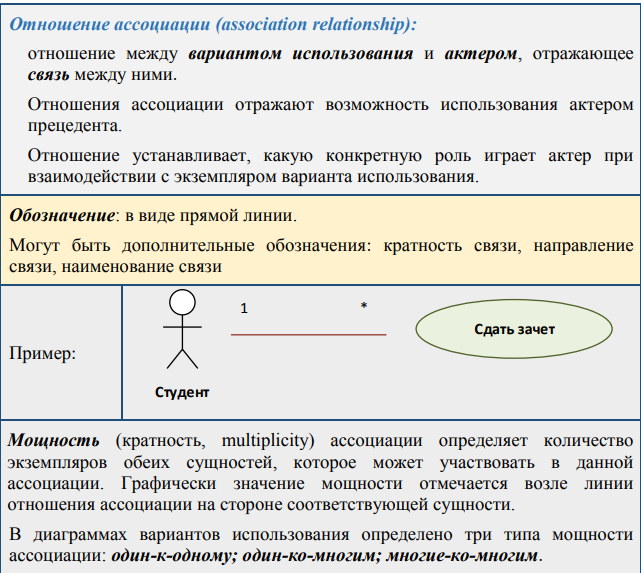 Отношение ассоциации (association relationship):
отношение между вариантом использования и актером, отражающее
связь между ними.
Отношения ассоциации отражают возможность использования актером
прецедента.
Отношение устанавливает, какую конкретную роль играет актер при
взаимодействии с экземпляром варианта использования.
Обозначение: в виде прямой линии.
Могут быть дополнительные обозначения: кратность связи, направление
связи, наименование связи
Пример:
1 *
Сдать зачет
Студент
Мощность (кратность, multiplicity) ассоциации определяет количество
экземпляров обеих сущностей, которое может участвовать в данной
ассоциации. Графически значение мощности отмечается возле линии
отношения ассоциации на стороне соответствующей сущности.
В диаграммах вариантов использования определено три типа мощности
ассоциации: один-к-одному; один-ко-многим; многие-ко-многим.